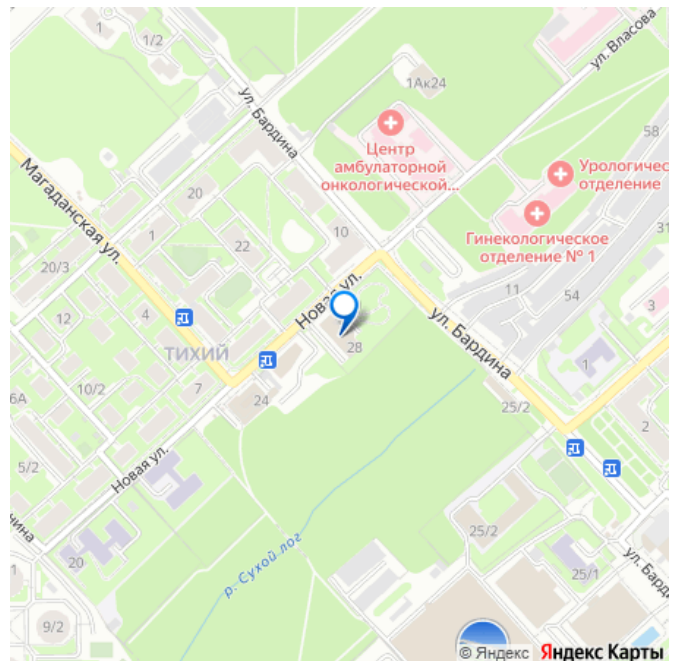 1
1/2
ул. Власова
1Ак24
ул. Бардина
58
Центр
амбулаторной
онкологической...
Урологичес
отделение
Магаданская ул.
20
1
22
10
Гинекологическое
отделение № 1
31
20/3
11
54
3
Новая ул.
12
4
28
ул. Бардина
ТИХИЙ
1
6А
10/2
7
24
25/2
2
5/2
Новая ул.
р. Сухой лог
25/2
20
25/1
ул. Барди
1
9/2
© Яндекс Яндекс Карты